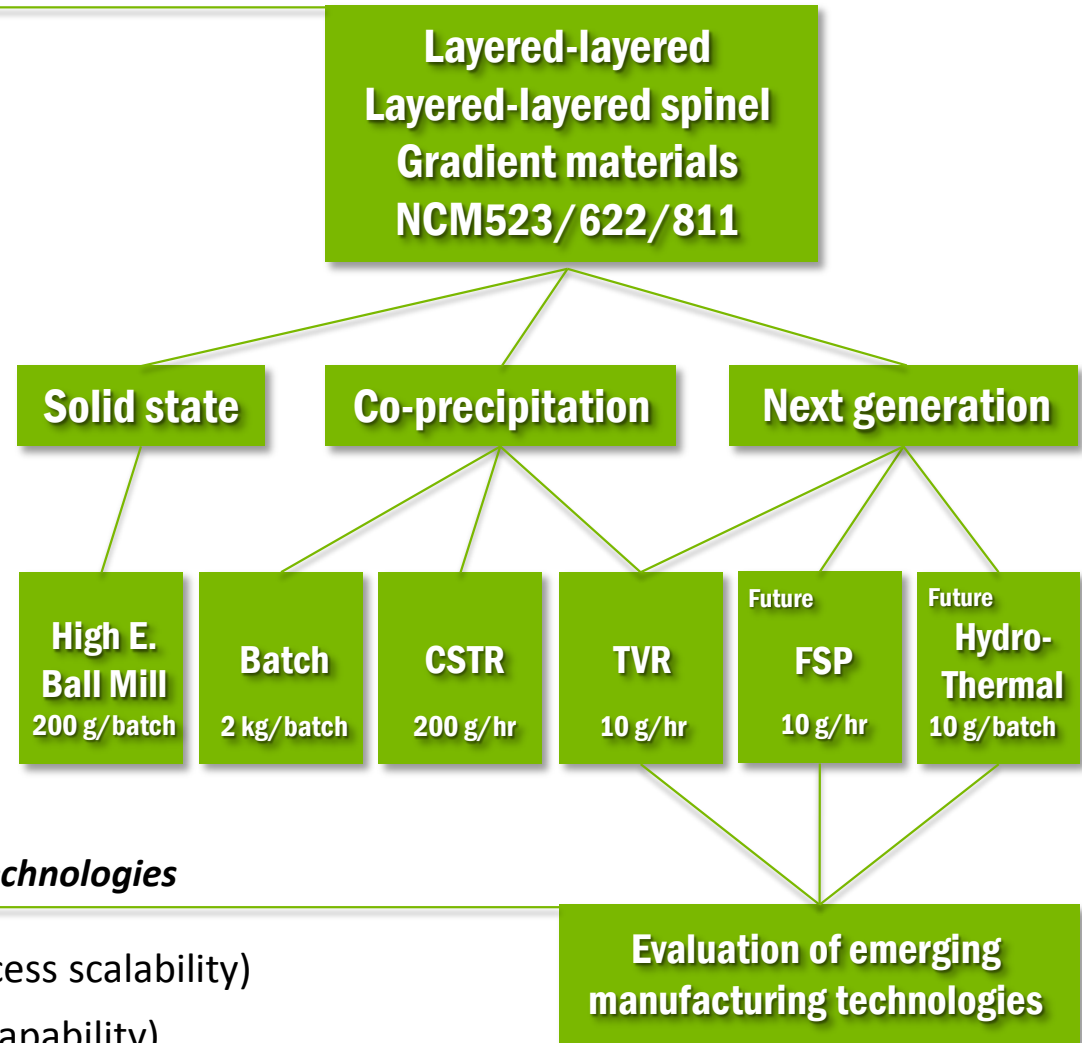 Layered-layered
Layered-layered spinel
Gradient materials
NCM523/622/811
Solid state
Co-precipitation
Next generation
High E.
Ball Mill
200 g/batch
Batch
2 kg/batch
CSTR
200 g/hr
TVR
10 g/hr
Future
FSP
10 g/hr
Future
Hydro-
Thermal
10 g/batch
chnologies
cess scalability)
apability)
Evaluation of emerging
manufacturing technologies